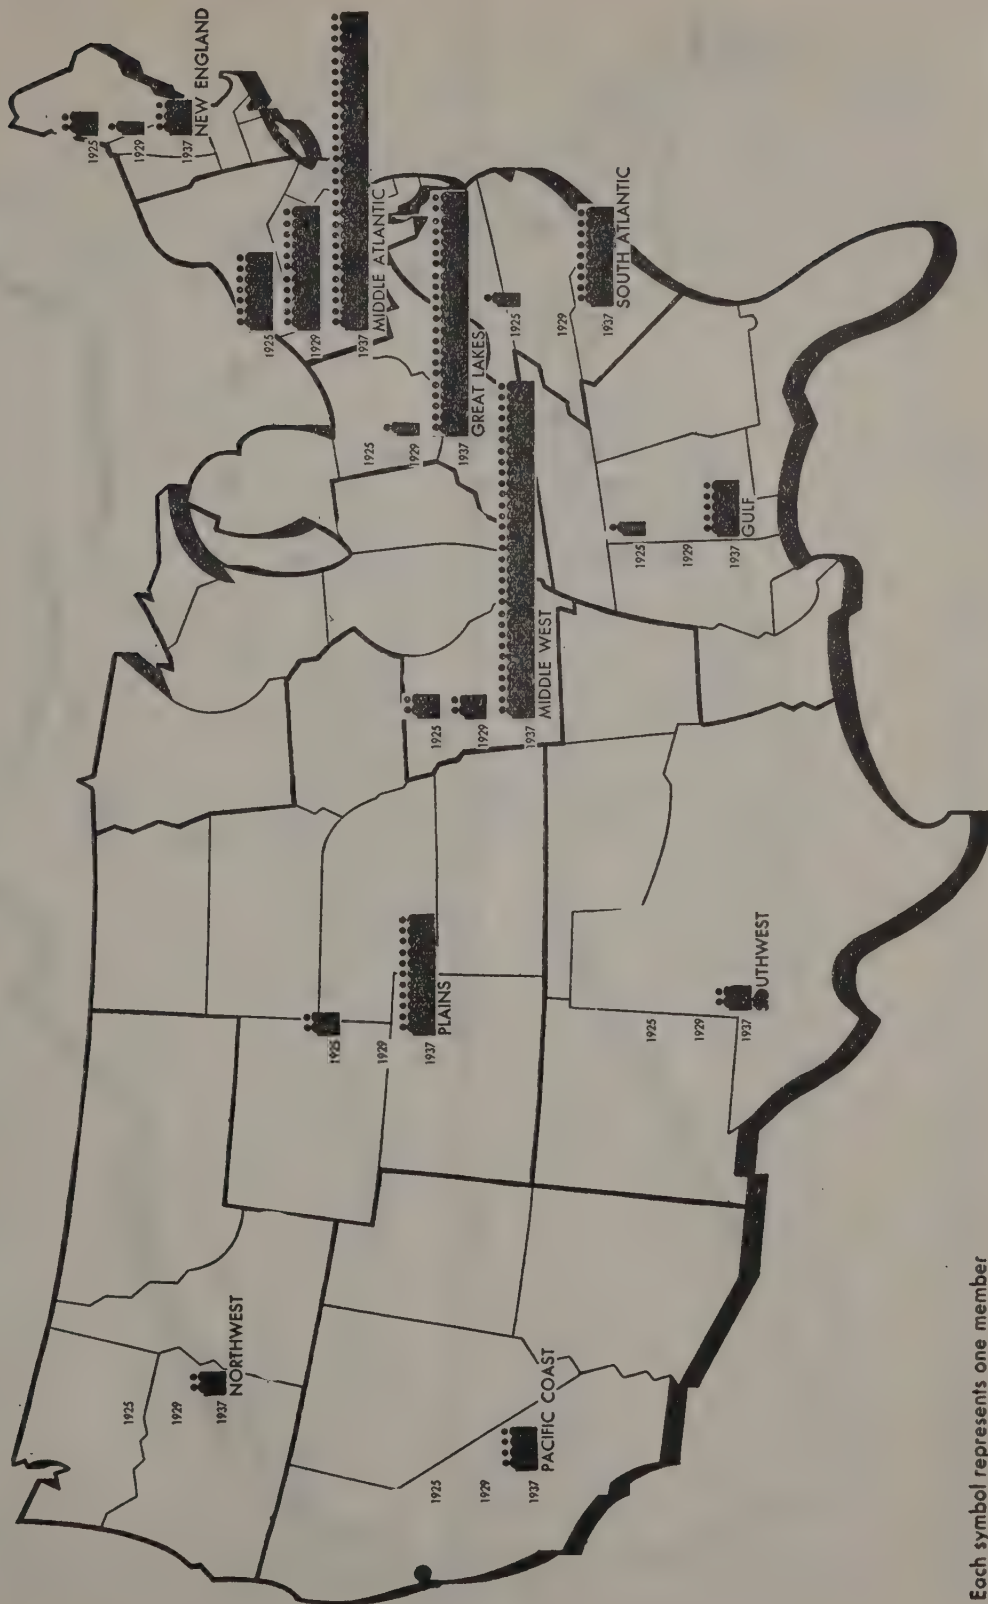 1925
1929
1937
NEW ENGLAND
1925
1929
1937
MIDDLE ATLANTIC
1925
1929
1937
GREAT LAKES
1925
1929
1937
SOUTH ATLANTIC
1925
1929
1937
MIDDLE WEST
1925
1929
1937
GULF
1925
1929
1937
PLAINS
1925
1929
1937
SOUTHWEST
1925
1929
1937
NORTHWEST
1925
1929
1937
PACIFIC COAST
Each symbol represents one member